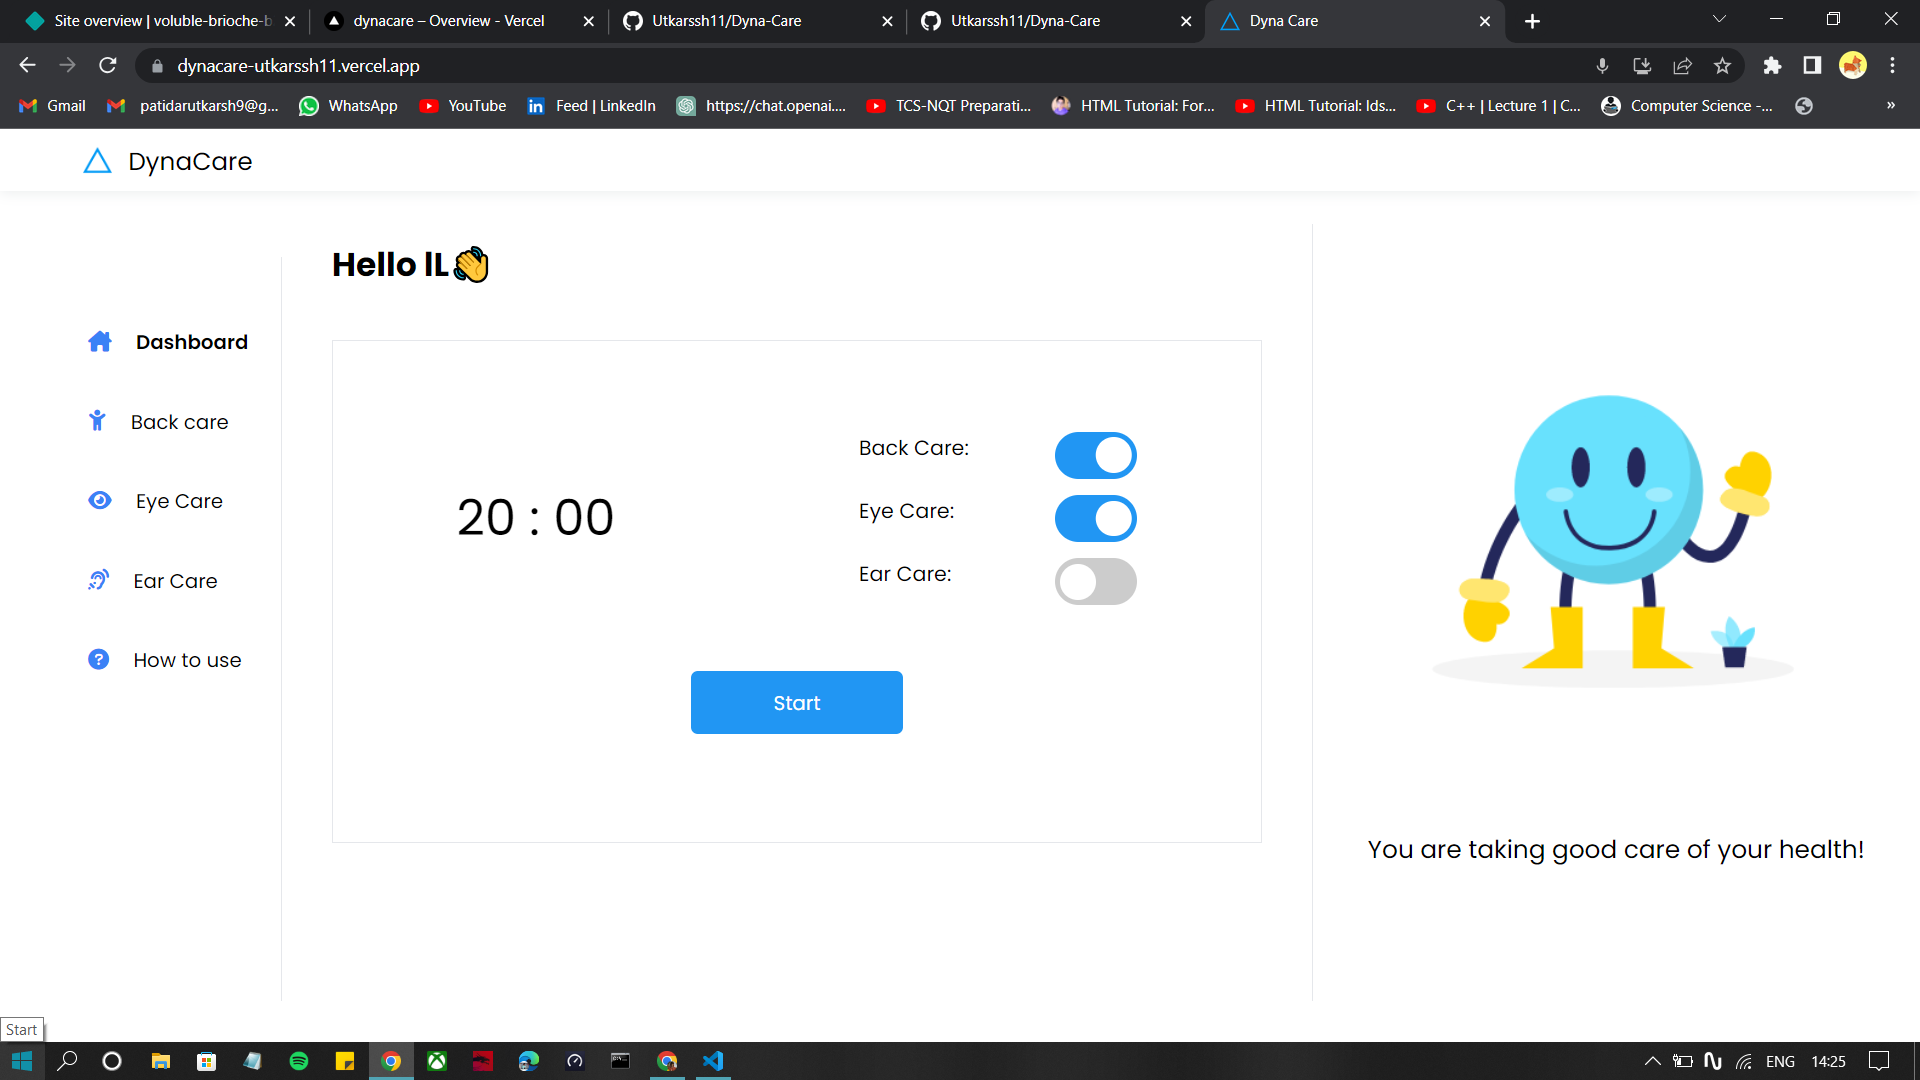 Site overview | voluble-brioche-b
dynacare – Overview - Vercel
Utkarssh11/Dyna-Care
Utkarssh11/Dyna-Care
Dyna Care
dynacare-utkarssh11.vercel.app
Gmail
patidarutkarsh9@g...
WhatsApp
YouTube
Feed | LinkedIn
https://chat.openai....
TCS-NQT Preparati...
HTML Tutorial: For...
HTML Tutorial: Ids...
C++ | Lecture 1 | C...
Computer Science -...
»
DynaCare
Hello lL👋
Dashboard
Back care
Eye Care
Ear Care
How to use
20 : 00
Back Care:
Eye Care:
Ear Care:
Start
You are taking good care of your health!
Start
ENG
14:25